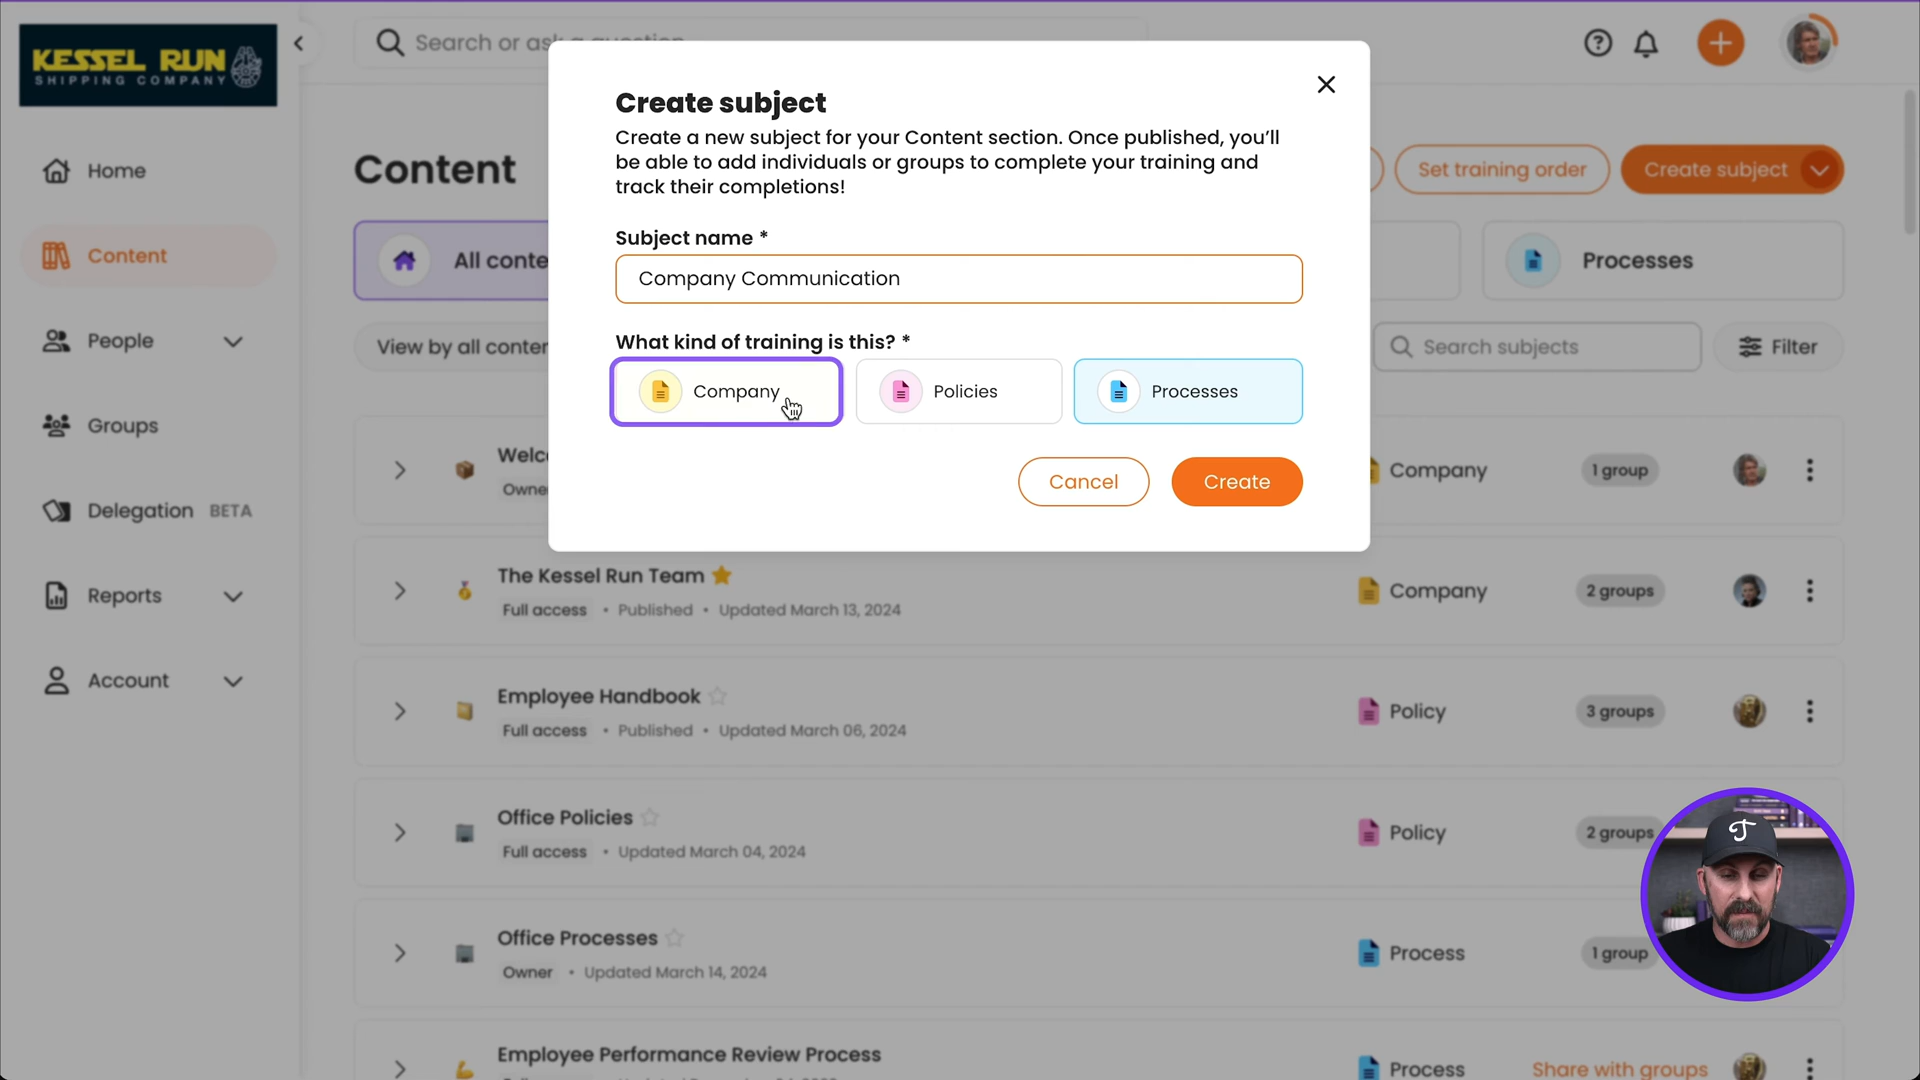 KESSEL RUN
SHIPPING COMPANY
Search or ask a question
Home
Content
People
Groups
Delegation BETA
Reports
Account
Content
Set training order
Create subject
All conte
Processes
View by all conten
Search subjects
Filter
Create subject
Create a new subject for your Content section. Once published, you'll
be able to add individuals or groups to complete your training and
track their completions!
Subject name *
Company Communication
What kind of training is this? *
Company
Policies
Processes
Cancel
Create
Welc
Owne
Company
1 group
The Kessel Run Team
Full access • Published • Updated March 13, 2024
Company
2 groups
Employee Handbook
Full access • Published • Updated March 06, 2024
Policy
3 groups
Office Policies
Full access • Updated March 04, 2024
Policy
2 groups
Office Processes
Owner • Updated March 14, 2024
Process
1 group
Employee Performance Review Process
Process
Share with groups